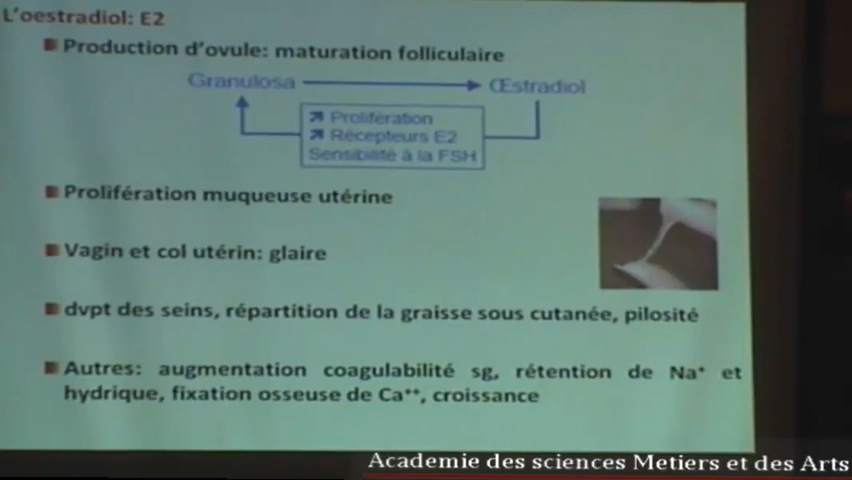 L'oestradiol: E2
Production d'ovule: maturation folliculaire
Granulosa Œstradiol
Prolifération
Récepteurs E2
Sensibilité à la FSH
Prolifération muqueuse utérine
Vagin et col utérin: glaire
dvpt des seins, répartition de la graisse sous cutanée, pilosité
Autres: augmentation coagulabilité sg, rétention de Na⁺ et
hydrique, fixation osseuse de Ca⁺⁺, croissance
Academie des sciences Metiers et des Arts